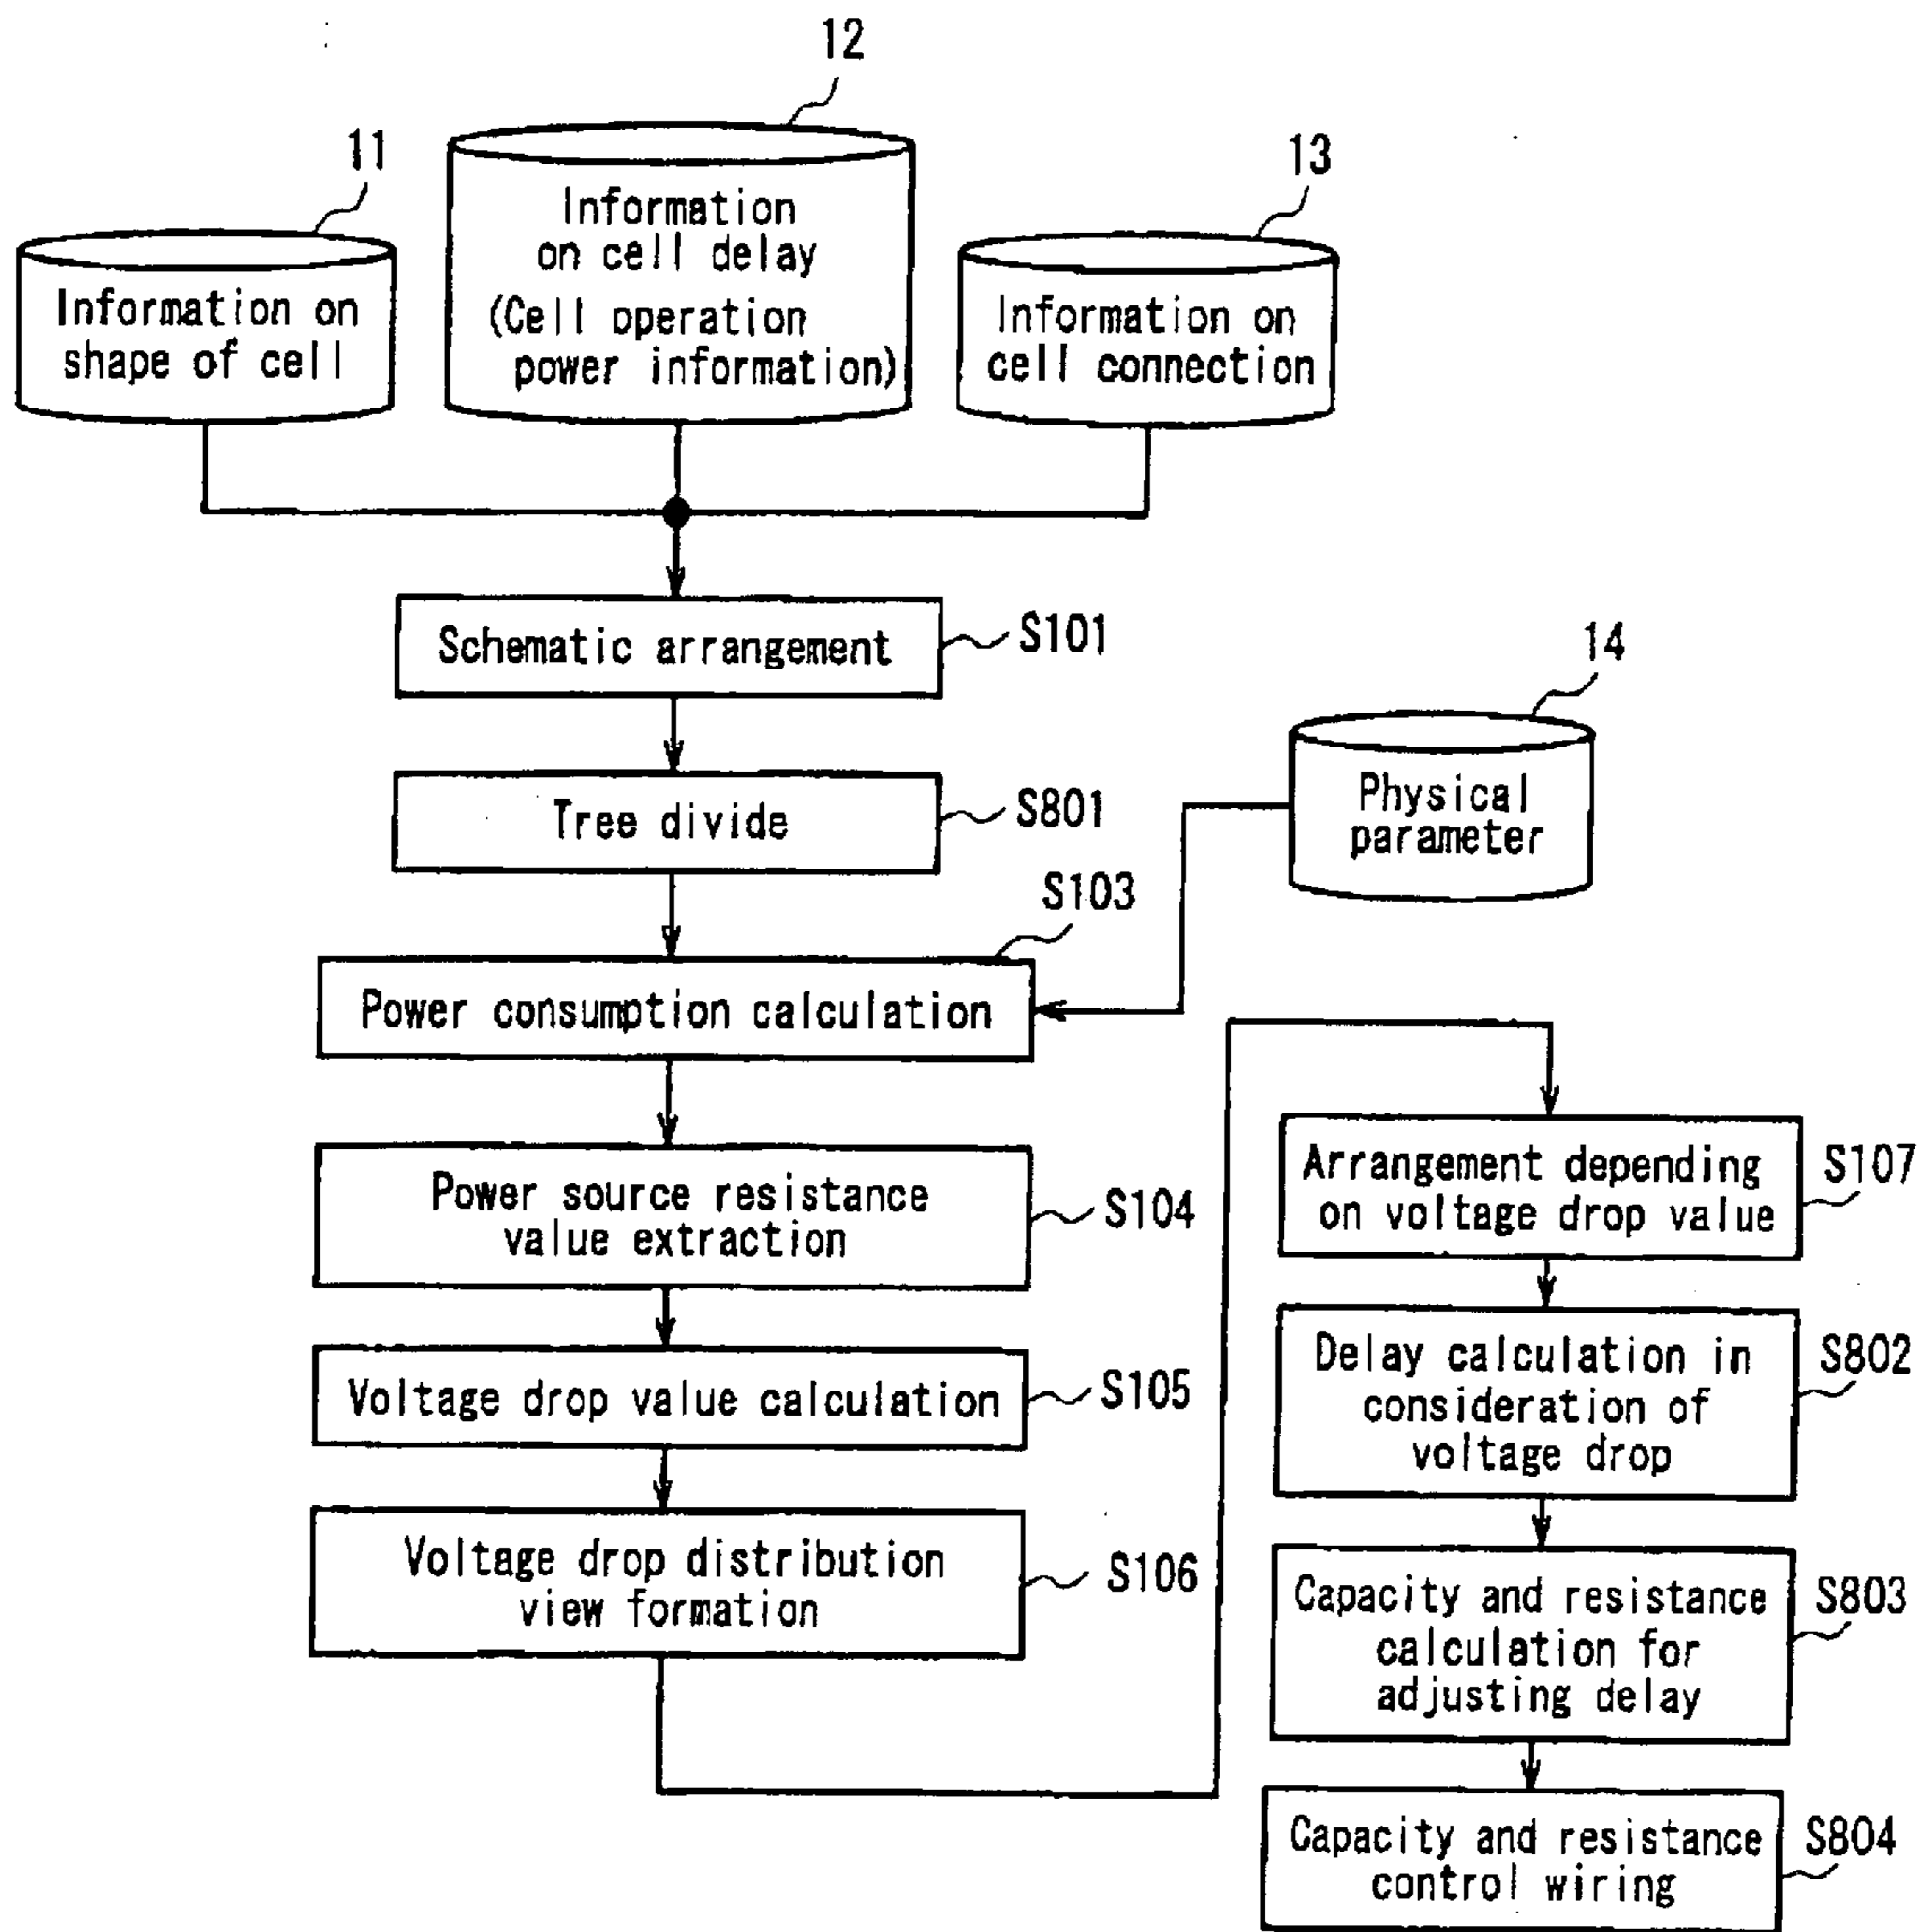 12
11
13
Information
on cell delay
(Cell operation
power information)
Information on
shape of cell
Information on
cell connection
Schematic arrangement
S101
14
Tree divide
S801
Physical
parameter
S103
Power consumption calculation
Power source resistance
value extraction
S104
Voltage drop value calculation
S105
Voltage drop distribution
view formation
S106
Arrangement depending
on voltage drop value
S107
Delay calculation in
consideration of
voltage drop
S802
Capacity and resistance
calculation for
adjusting delay
S803
Capacity and resistance
control wiring
S804